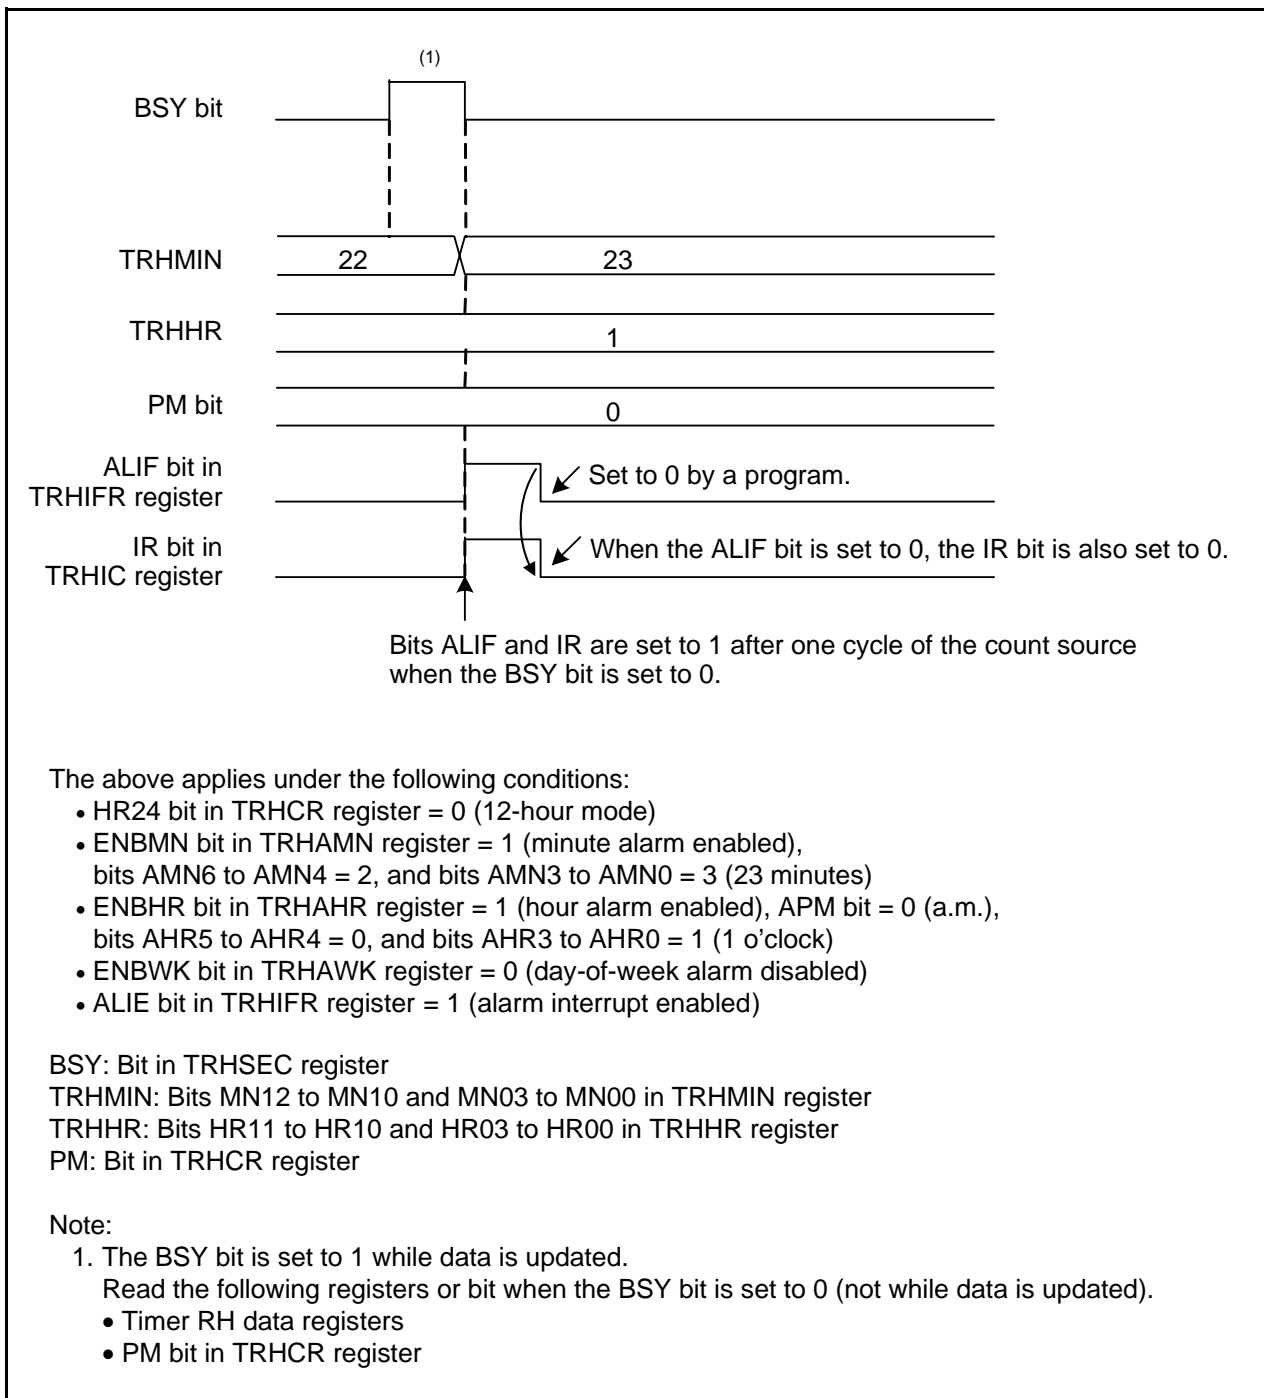 (1)
BSY bit
TRHMIN 22 23
TRHHR 1
PM bit 0
ALIF bit in
TRHIFR register
Set to 0 by a program.
IR bit in
TRHIC register
When the ALIF bit is set to 0, the IR bit is also set to 0.
Bits ALIF and IR are set to 1 after one cycle of the count source
when the BSY bit is set to 0.
The above applies under the following conditions:
• HR24 bit in TRHCR register = 0 (12-hour mode)
• ENBMN bit in TRHAMN register = 1 (minute alarm enabled),
bits AMN6 to AMN4 = 2, and bits AMN3 to AMN0 = 3 (23 minutes)
• ENBHR bit in TRHAHR register = 1 (hour alarm enabled), APM bit = 0 (a.m.),
bits AHR5 to AHR4 = 0, and bits AHR3 to AHR0 = 1 (1 o’clock)
• ENBWK bit in TRHAWK register = 0 (day-of-week alarm disabled)
• ALIE bit in TRHIFR register = 1 (alarm interrupt enabled)
BSY: Bit in TRHSEC register
TRHMIN: Bits MN12 to MN10 and MN03 to MN00 in TRHMIN register
TRHHR: Bits HR11 to HR10 and HR03 to HR00 in TRHHR register
PM: Bit in TRHCR register
Note:
1. The BSY bit is set to 1 while data is updated.
Read the following registers or bit when the BSY bit is set to 0 (not while data is updated).
• Timer RH data registers
• PM bit in TRHCR register